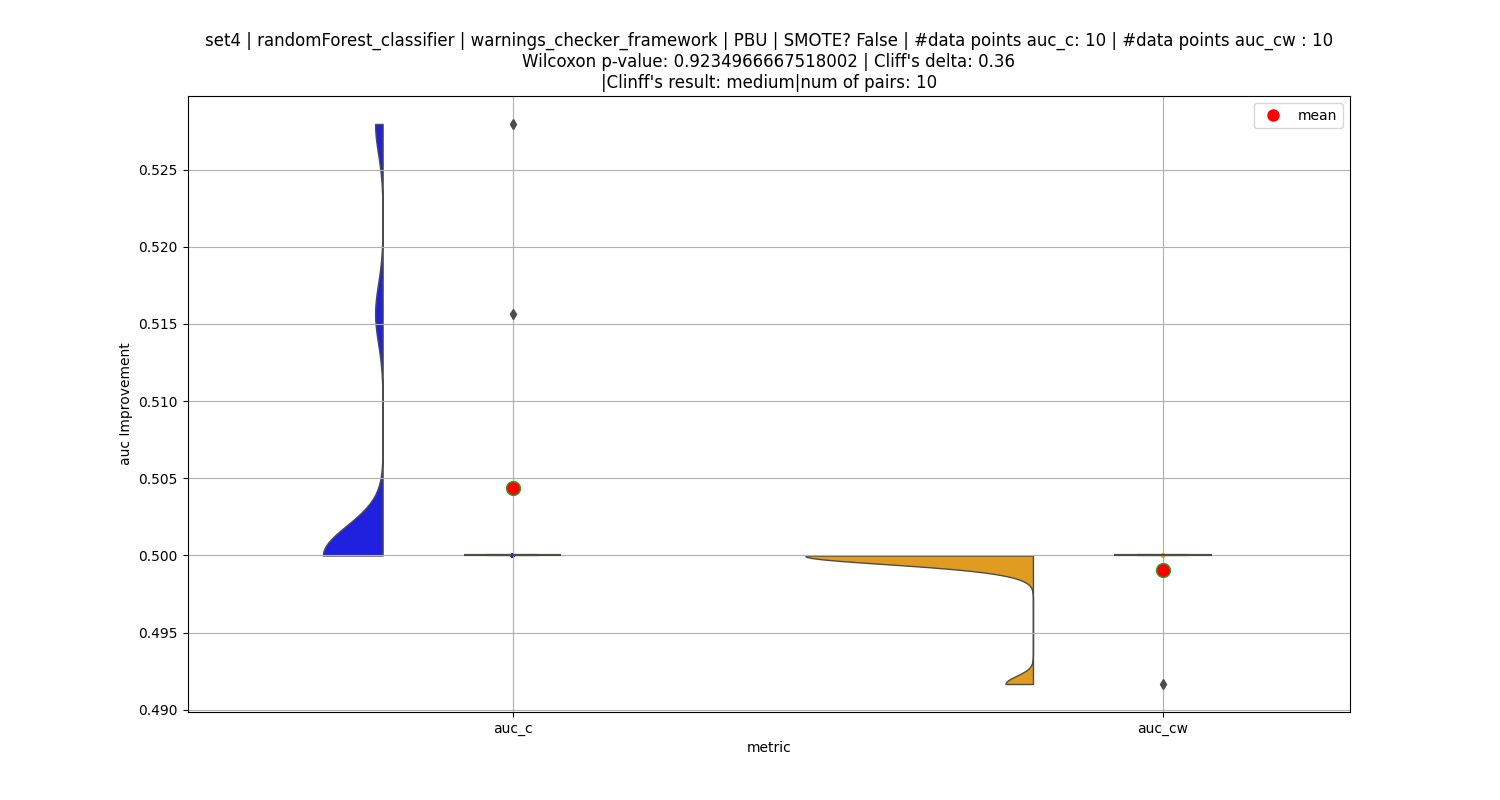 set4 | randomForest_classifier | warnings_checker_framework | PBU | SMOTE? False | #data points auc_c: 10 | #data points auc_cw : 10
Wilcoxon p-value: 0.9234966667518002 | Cliff's delta: 0.36
|Clinff's result: medium|num of pairs: 10
mean
0.525
0.520
0.515
0.510
0.505
0.500
0.495
0.490
auc Improvement
auc_c
auc_cw
metric